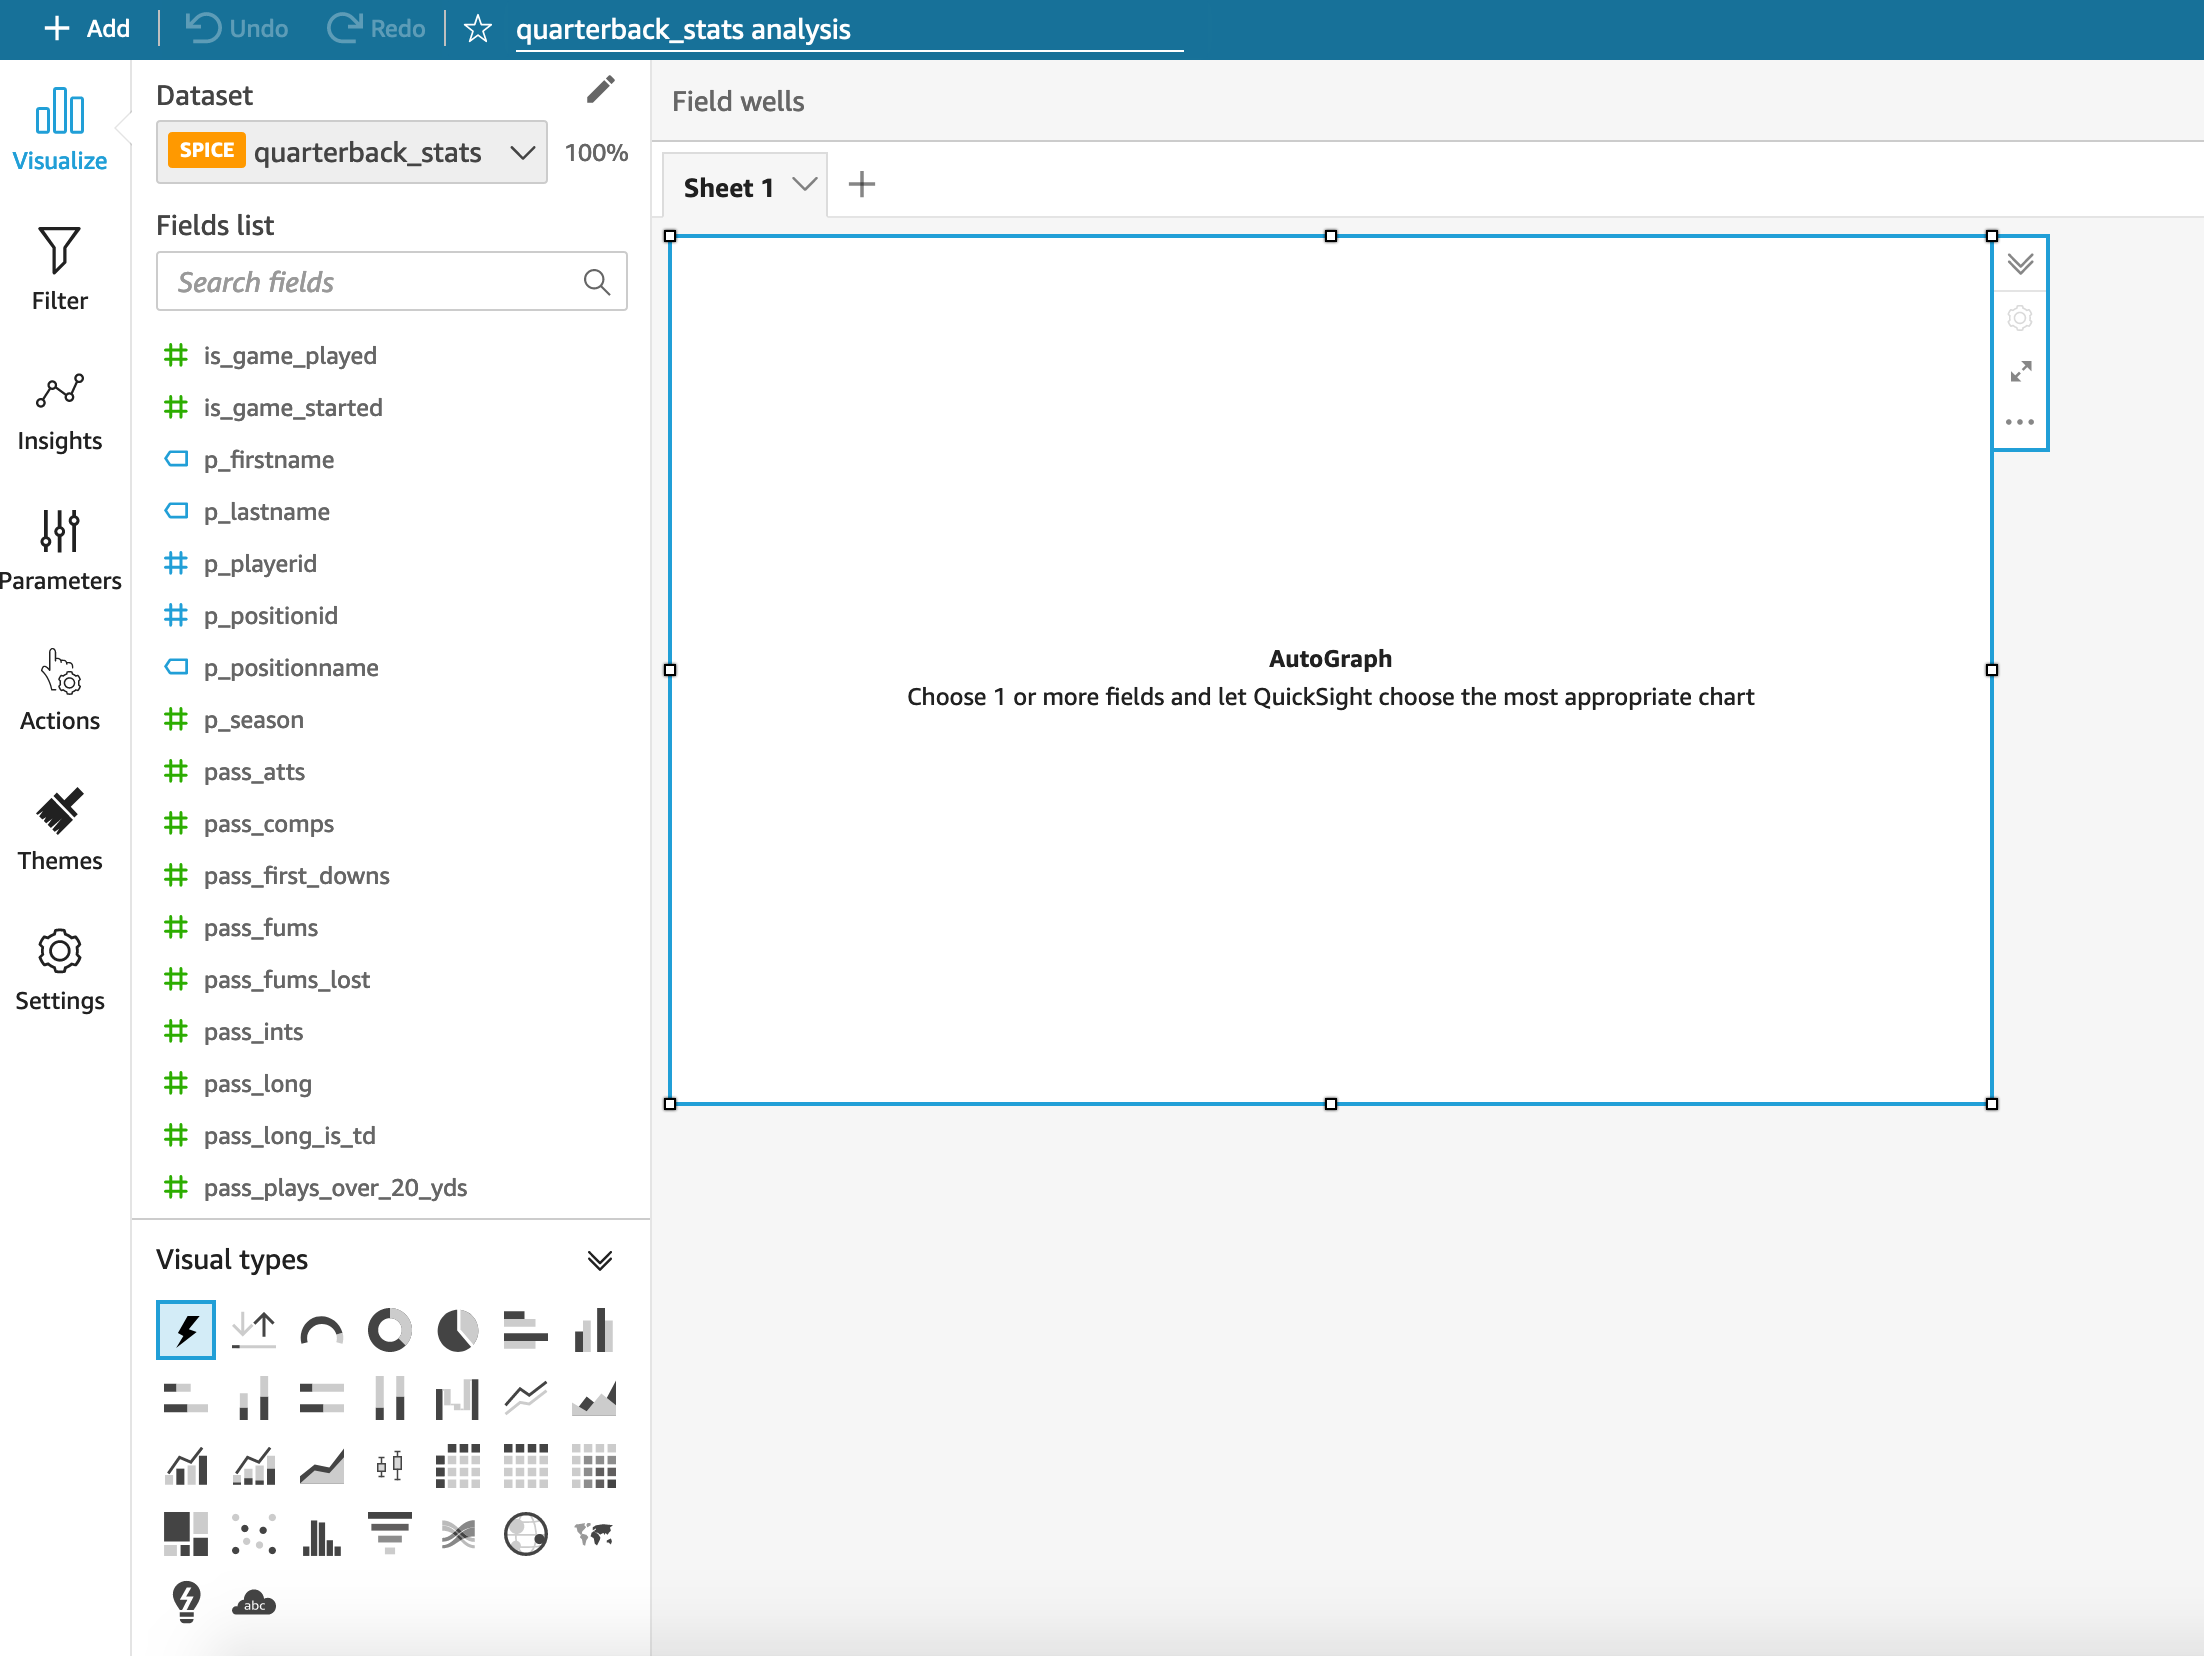 Add
Undo
Redo
quarterback_stats analysis
Visualize
Filter
Insights
Parameters
Actions
Themes
Settings
Dataset
SPICE quarterback_stats
100%
Fields list
Search fields
is_game_played
is_game_started
p_firstname
p_lastname
p_playerid
p_positionid
p_positionname
p_season
pass_atts
pass_comps
pass_first_downs
pass_fums
pass_fums_lost
pass_ints
pass_long
pass_long_is_td
pass_plays_over_20_yds
Visual types
abc
Field wells
Sheet 1
AutoGraph
Choose 1 or more fields and let QuickSight choose the most appropriate chart